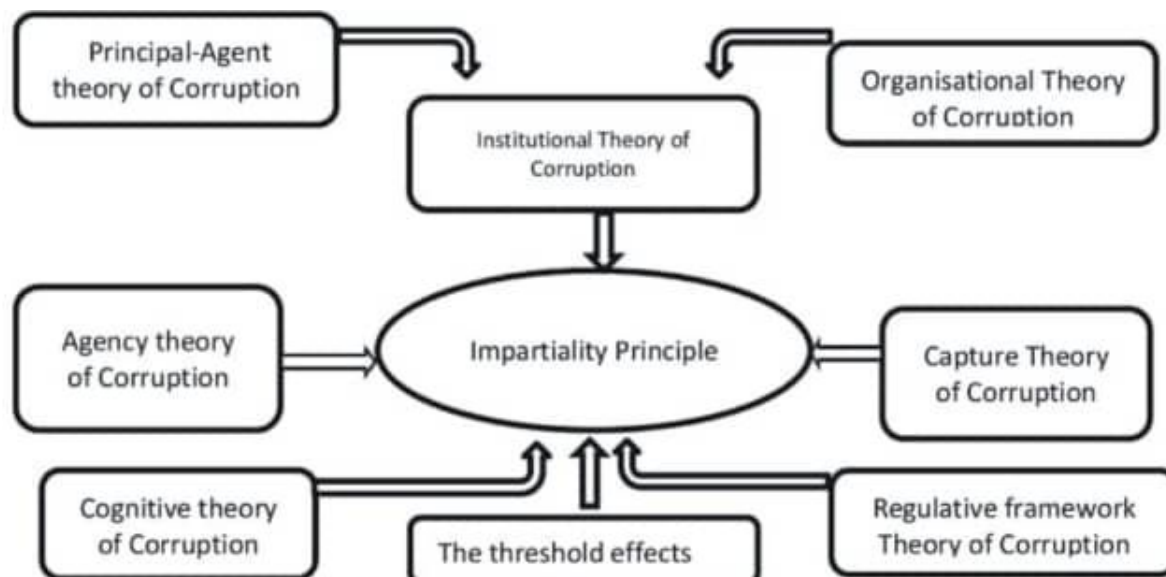 Principal-Agent
theory of Corruption
Organisational Theory
of Corruption
Institutional Theory of
Corruption
Agency theory
of Corruption
Impartiality Principle
Capture Theory
of Corruption
Cognitive theory
of Corruption
The threshold effects
Regulative framework
Theory of Corruption